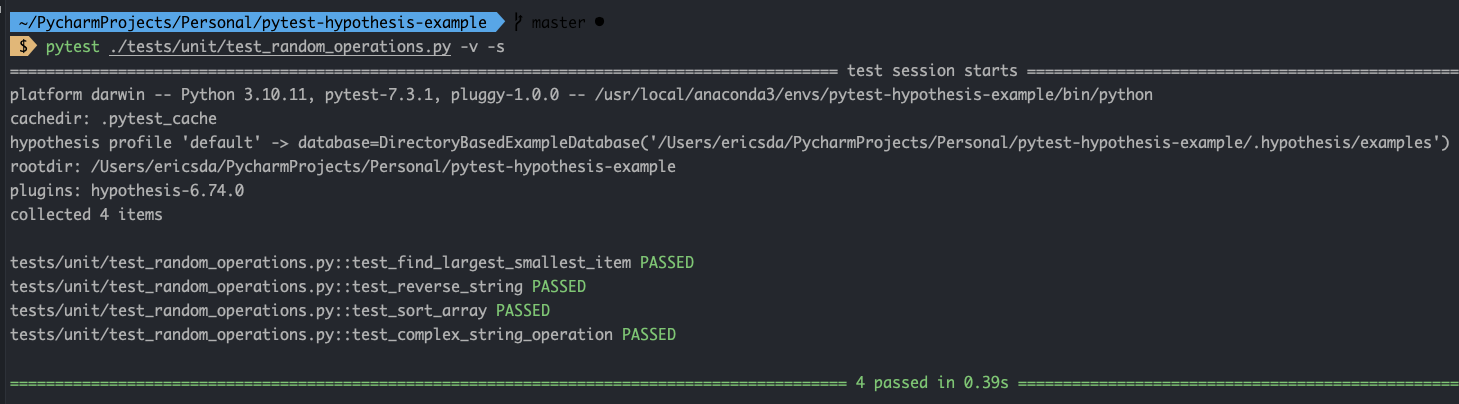 ~/PycharmProjects/Personal/pytest-hypothesis-example master ●
$ pytest ./tests/unit/test_random_operations.py -v -s
============================================================================================ test session starts ================================================
platform darwin -- Python 3.10.11, pytest-7.3.1, pluggy-1.0.0 -- /usr/local/anaconda3/envs/pytest-hypothesis-example/bin/python
cachedir: .pytest_cache
hypothesis profile 'default' -> database=DirectoryBasedExampleDatabase('/Users/ericsda/PycharmProjects/Personal/pytest-hypothesis-example/.hypothesis/examples')
rootdir: /Users/ericsda/PycharmProjects/Personal/pytest-hypothesis-example
plugins: hypothesis-6.74.0
collected 4 items
tests/unit/test_random_operations.py::test_find_largest_smallest_item PASSED
tests/unit/test_random_operations.py::test_reverse_string PASSED
tests/unit/test_random_operations.py::test_sort_array PASSED
tests/unit/test_random_operations.py::test_complex_string_operation PASSED
============================================================================================= 4 passed in 0.39s =================================================